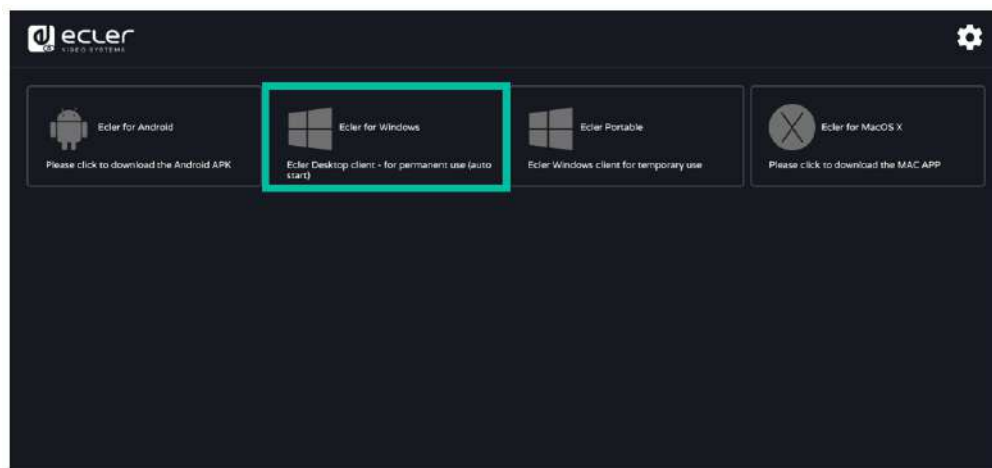 ecler
VIDEO SYSTEMS
Ecler for Android
Please click to download the Android APK
Ecler for Windows
Ecler Desktop client - for permanent use (auto
start)
Ecler Portable
Ecler Windows client for temporary use
Ecler for MacOS X
Please click to download the MAC APP